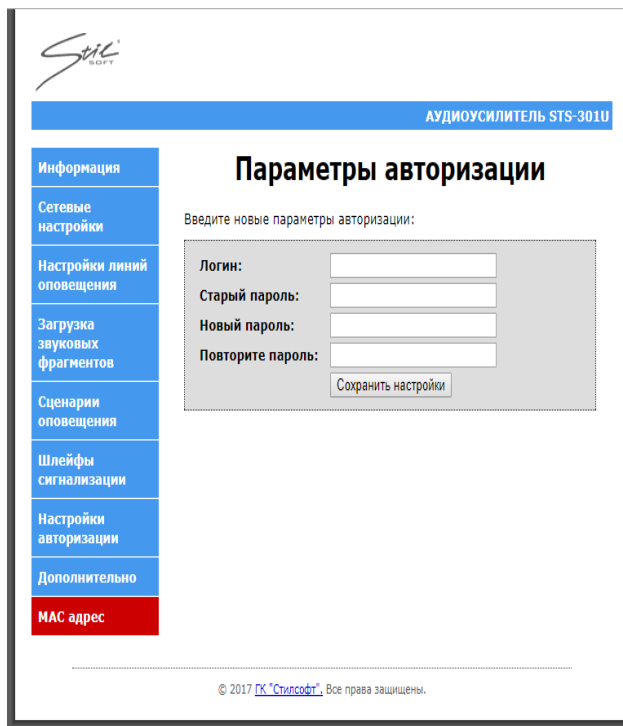 Stil
SOFT
АУДИОУСИЛИТЕЛЬ STS-301U
Информация
Сетевые
настройки
Настройки линий
оповещения
Загрузка
звуковых
фрагментов
Сценарии
оповещения
Шлейфы
сигнализации
Настройки
авторизации
Дополнительно
MAC адрес
Параметры авторизации
Введите новые параметры авторизации:
Логин:
Старый пароль:
Новый пароль:
Повторите пароль:
Сохранить настройки
© 2017 ГК "Стилсофт". Все права защищены.